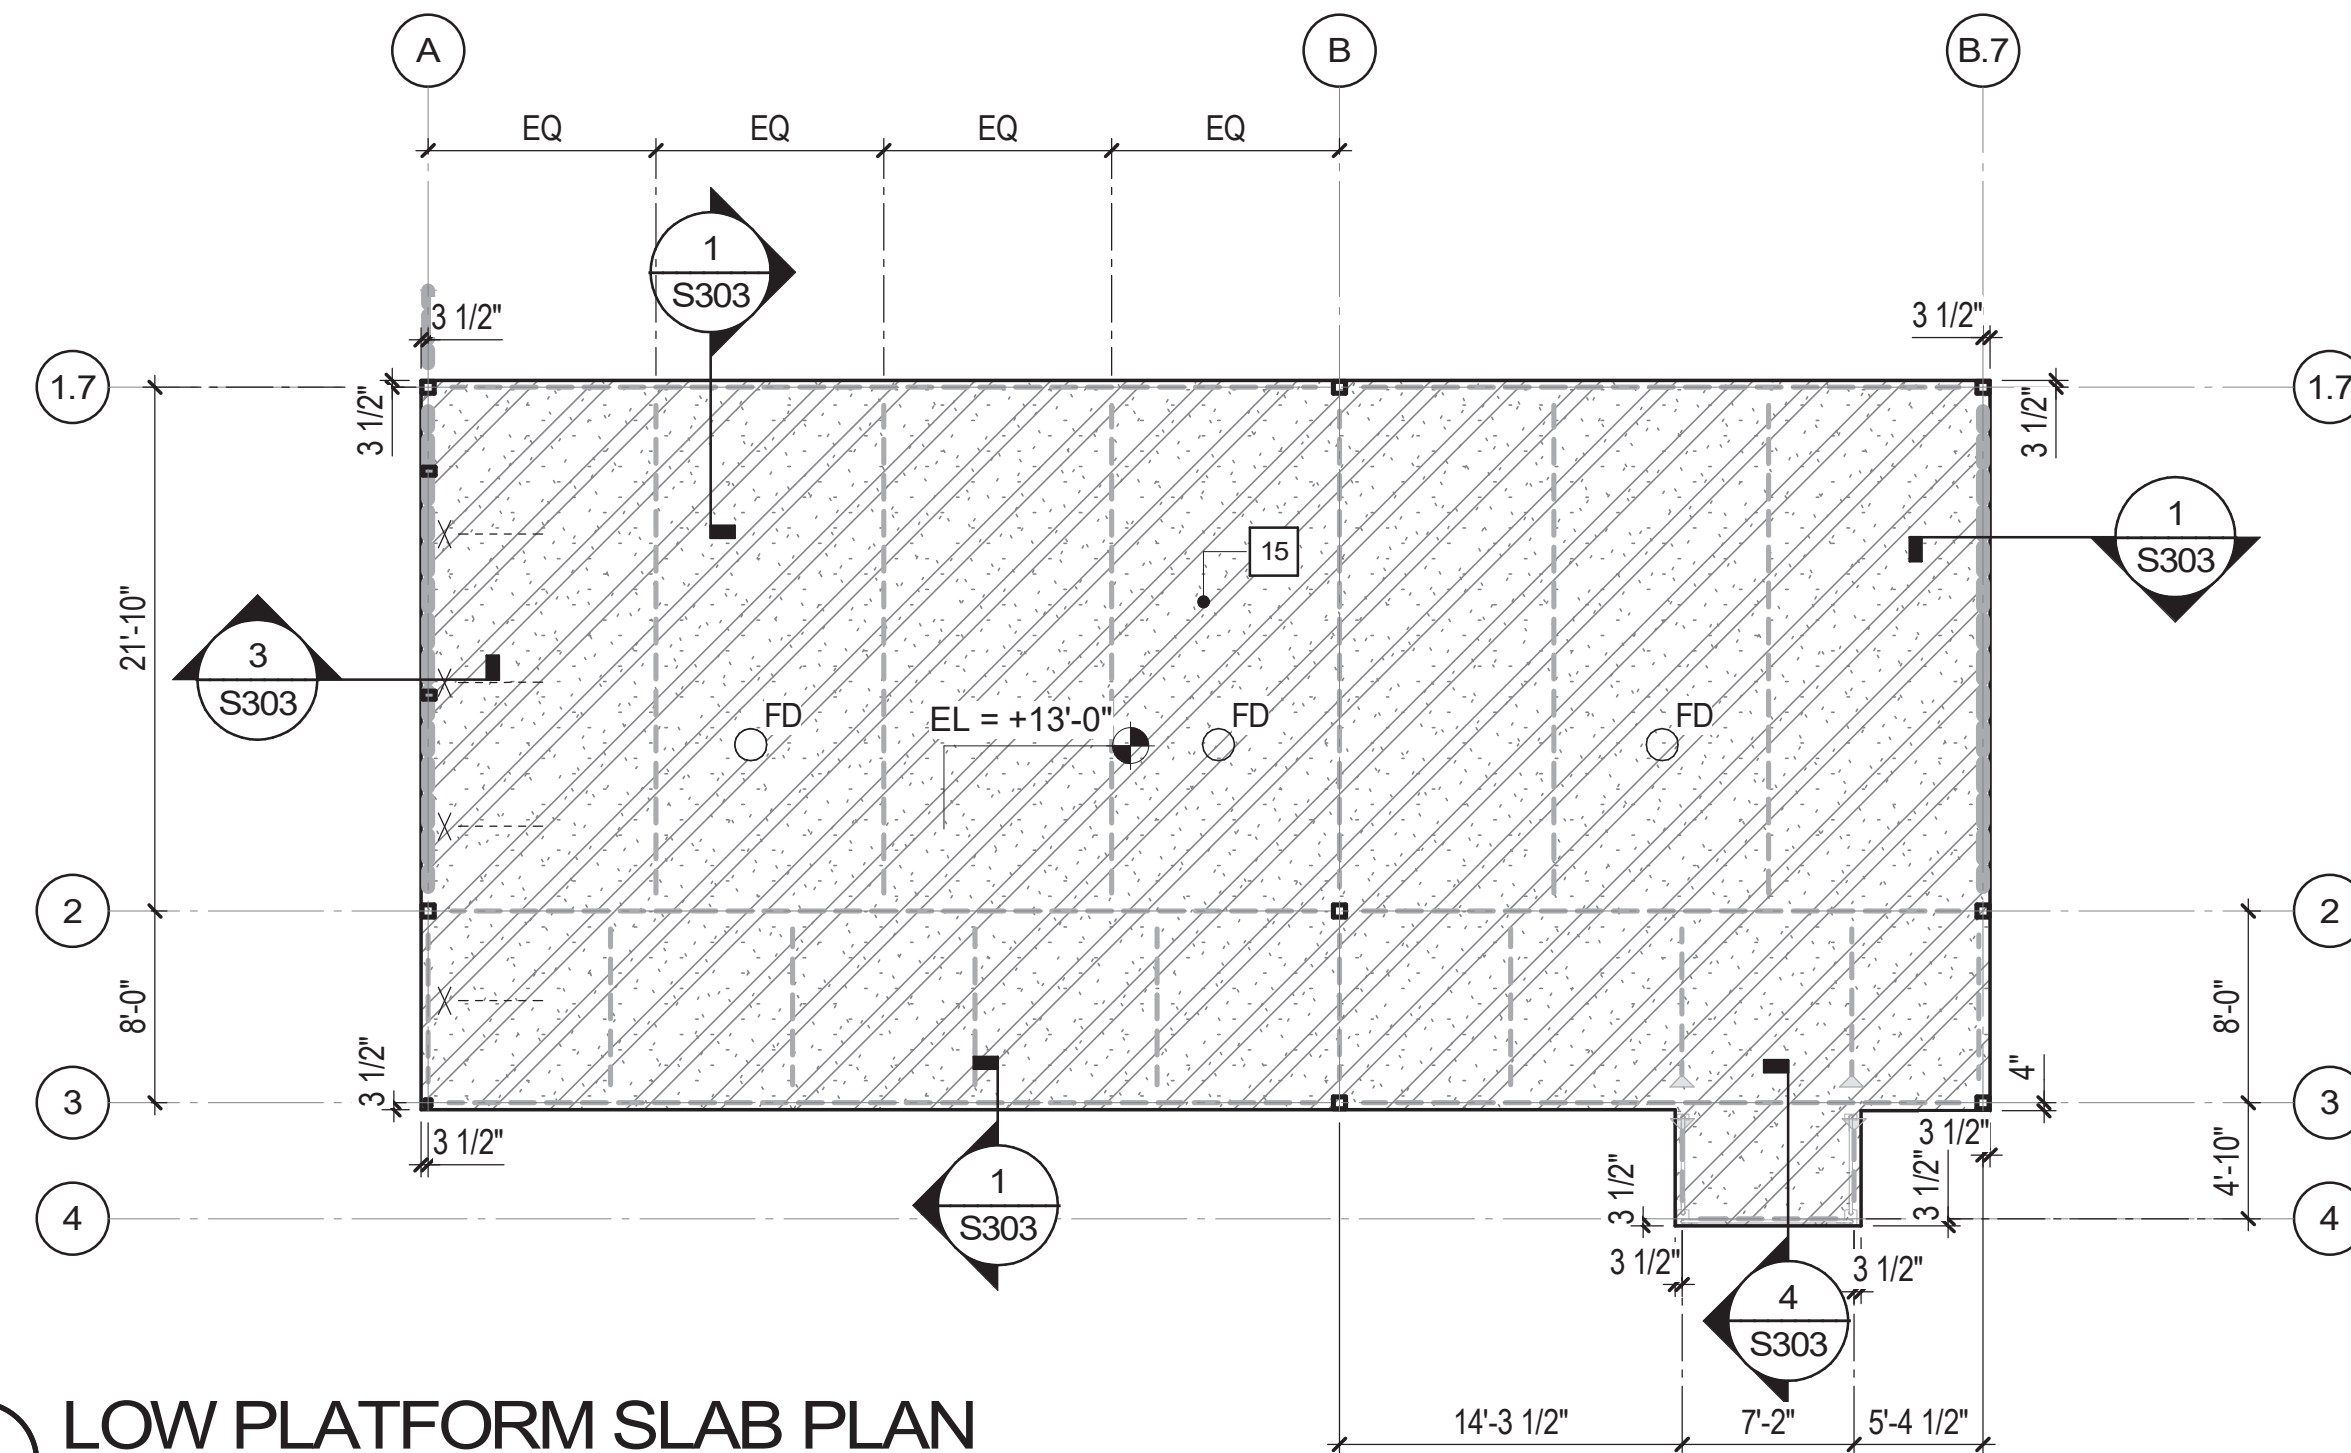 A
B
B.7
EQ
EQ
EQ
EQ
1
S303
3 1/2"
3 1/2"
1.7
1.7
3 1/2"
3 1/2"
15
1
S303
21'-10"
3
S303
FD
EL = +13'-0"
FD
FD
2
2
8'-0"
8'-0"
3 1/2"
4"
3
3
3 1/2"
3 1/2"
1
S303
3 1/2"
3 1/2"
4'-10"
4
4
3 1/2"
3 1/2"
4
S303
14'-3 1/2"
7'-2"
5'-4 1/2"
LOW PLATFORM SLAB PLAN